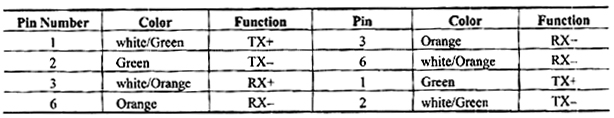 Pin Number Color Function Pin Color Function
1 white/Green TX+ 3 Orange RX-
2 Green TX- 6 white/Orange RX-
3 white/Orange RX+ 1 Green TX+
6 Orange RX- 2 white/Green TX-